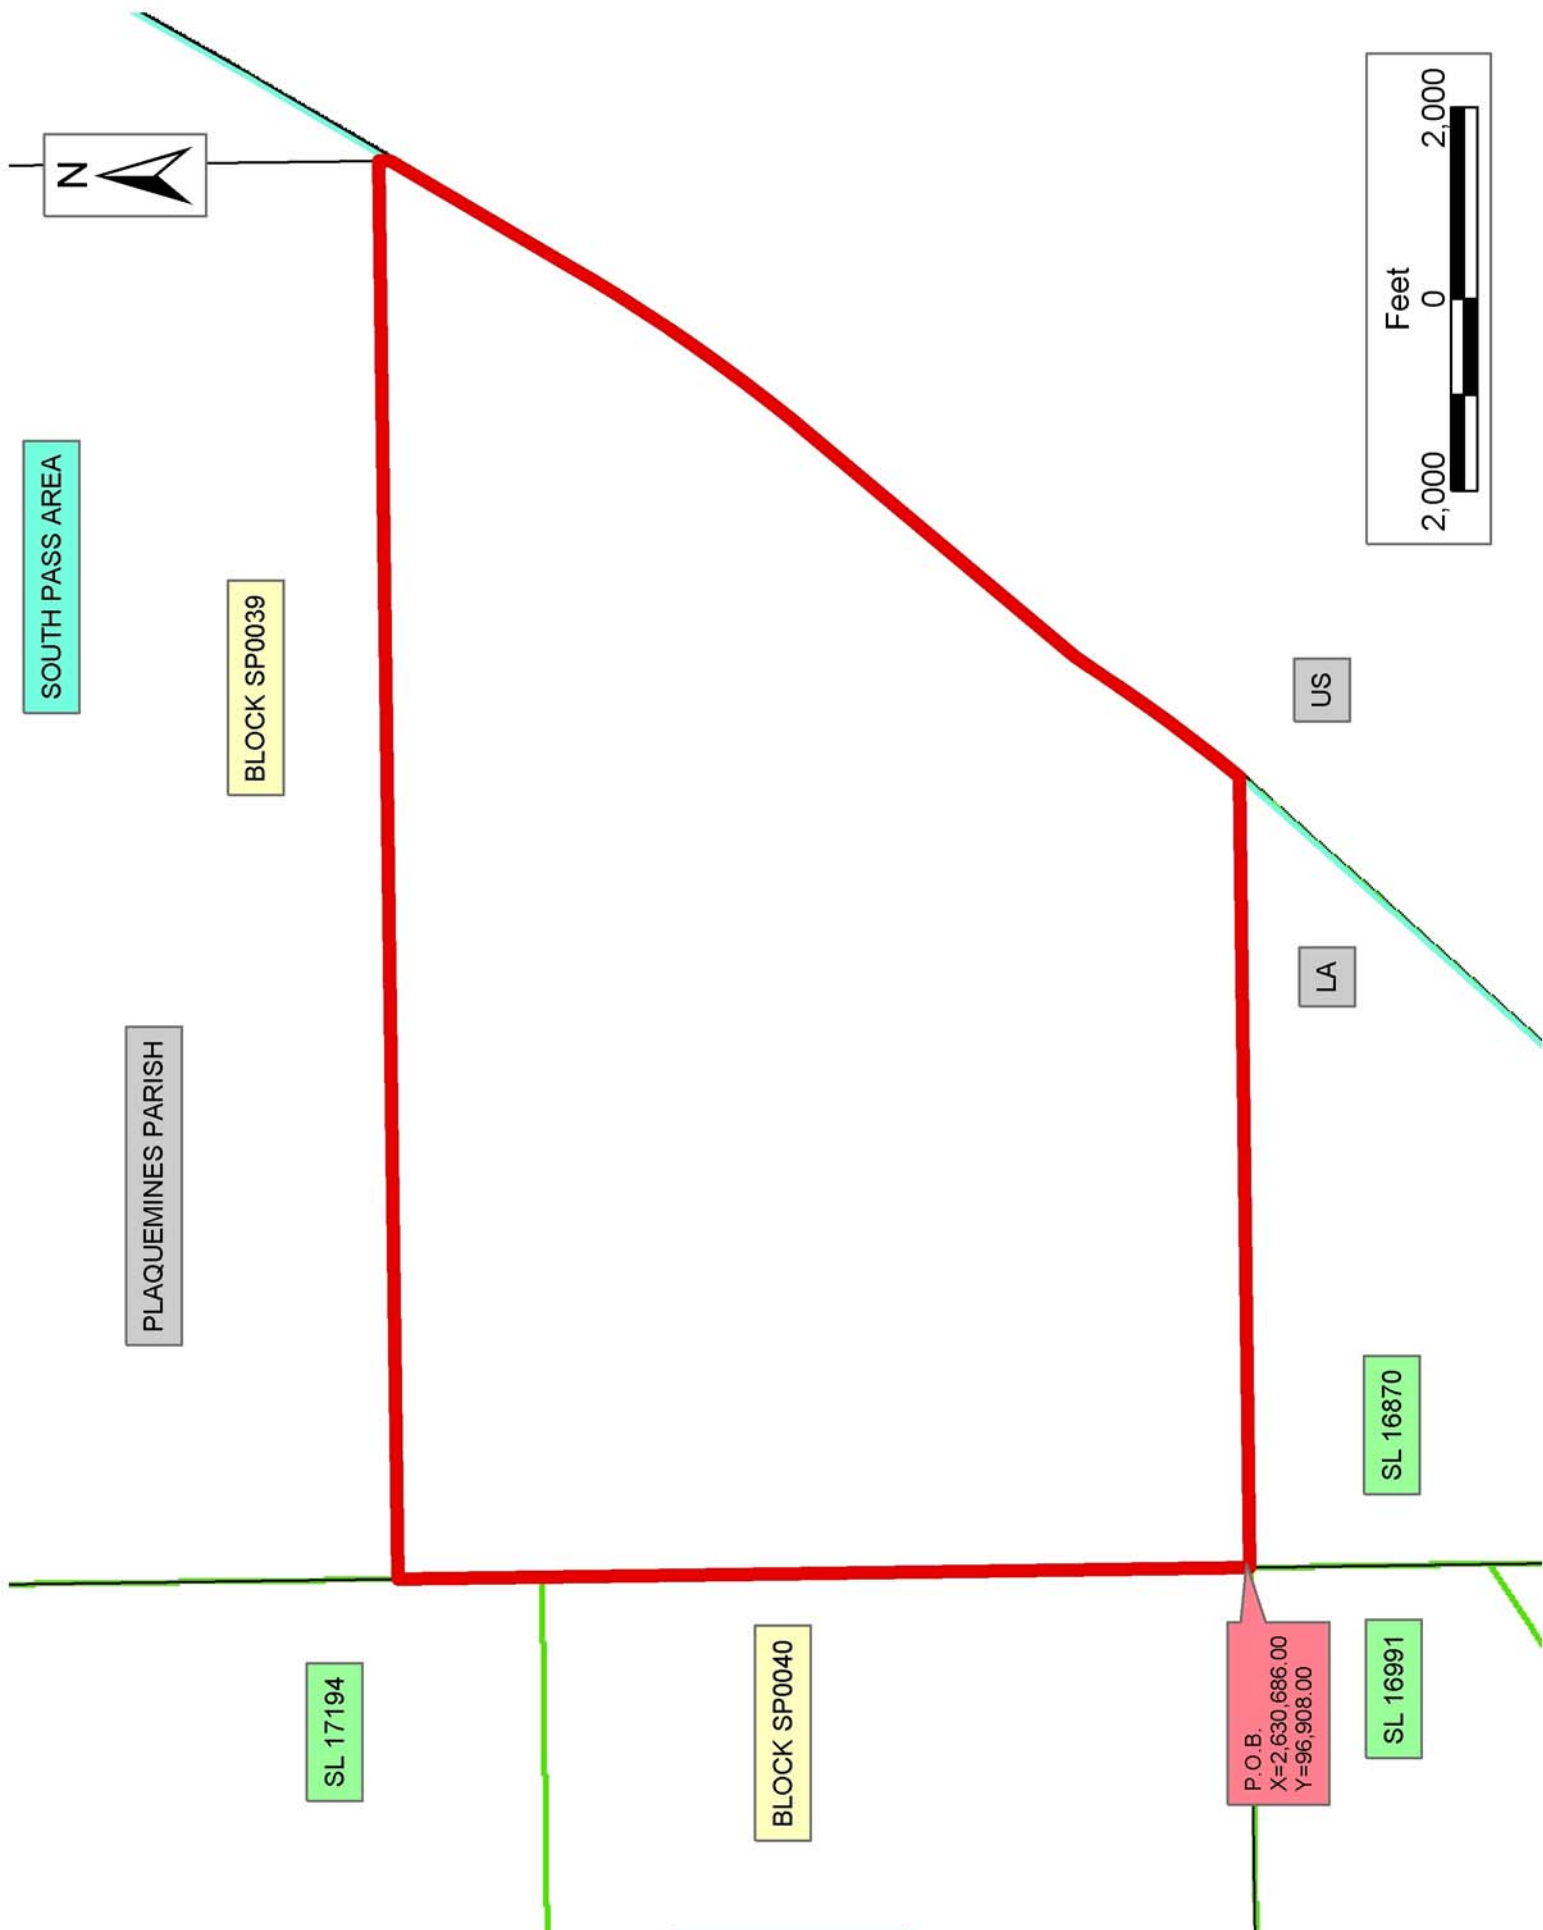 SOUTH PASS AREA
N
PLAQUEMINES PARISH
BLOCK SP0039
SL 17194
BLOCK SP0040
P.O.B.
X=2,630,686.00
Y=96,908.00
LA
US
SL 16991
SL 16870
Feet
2,000 0 2,000